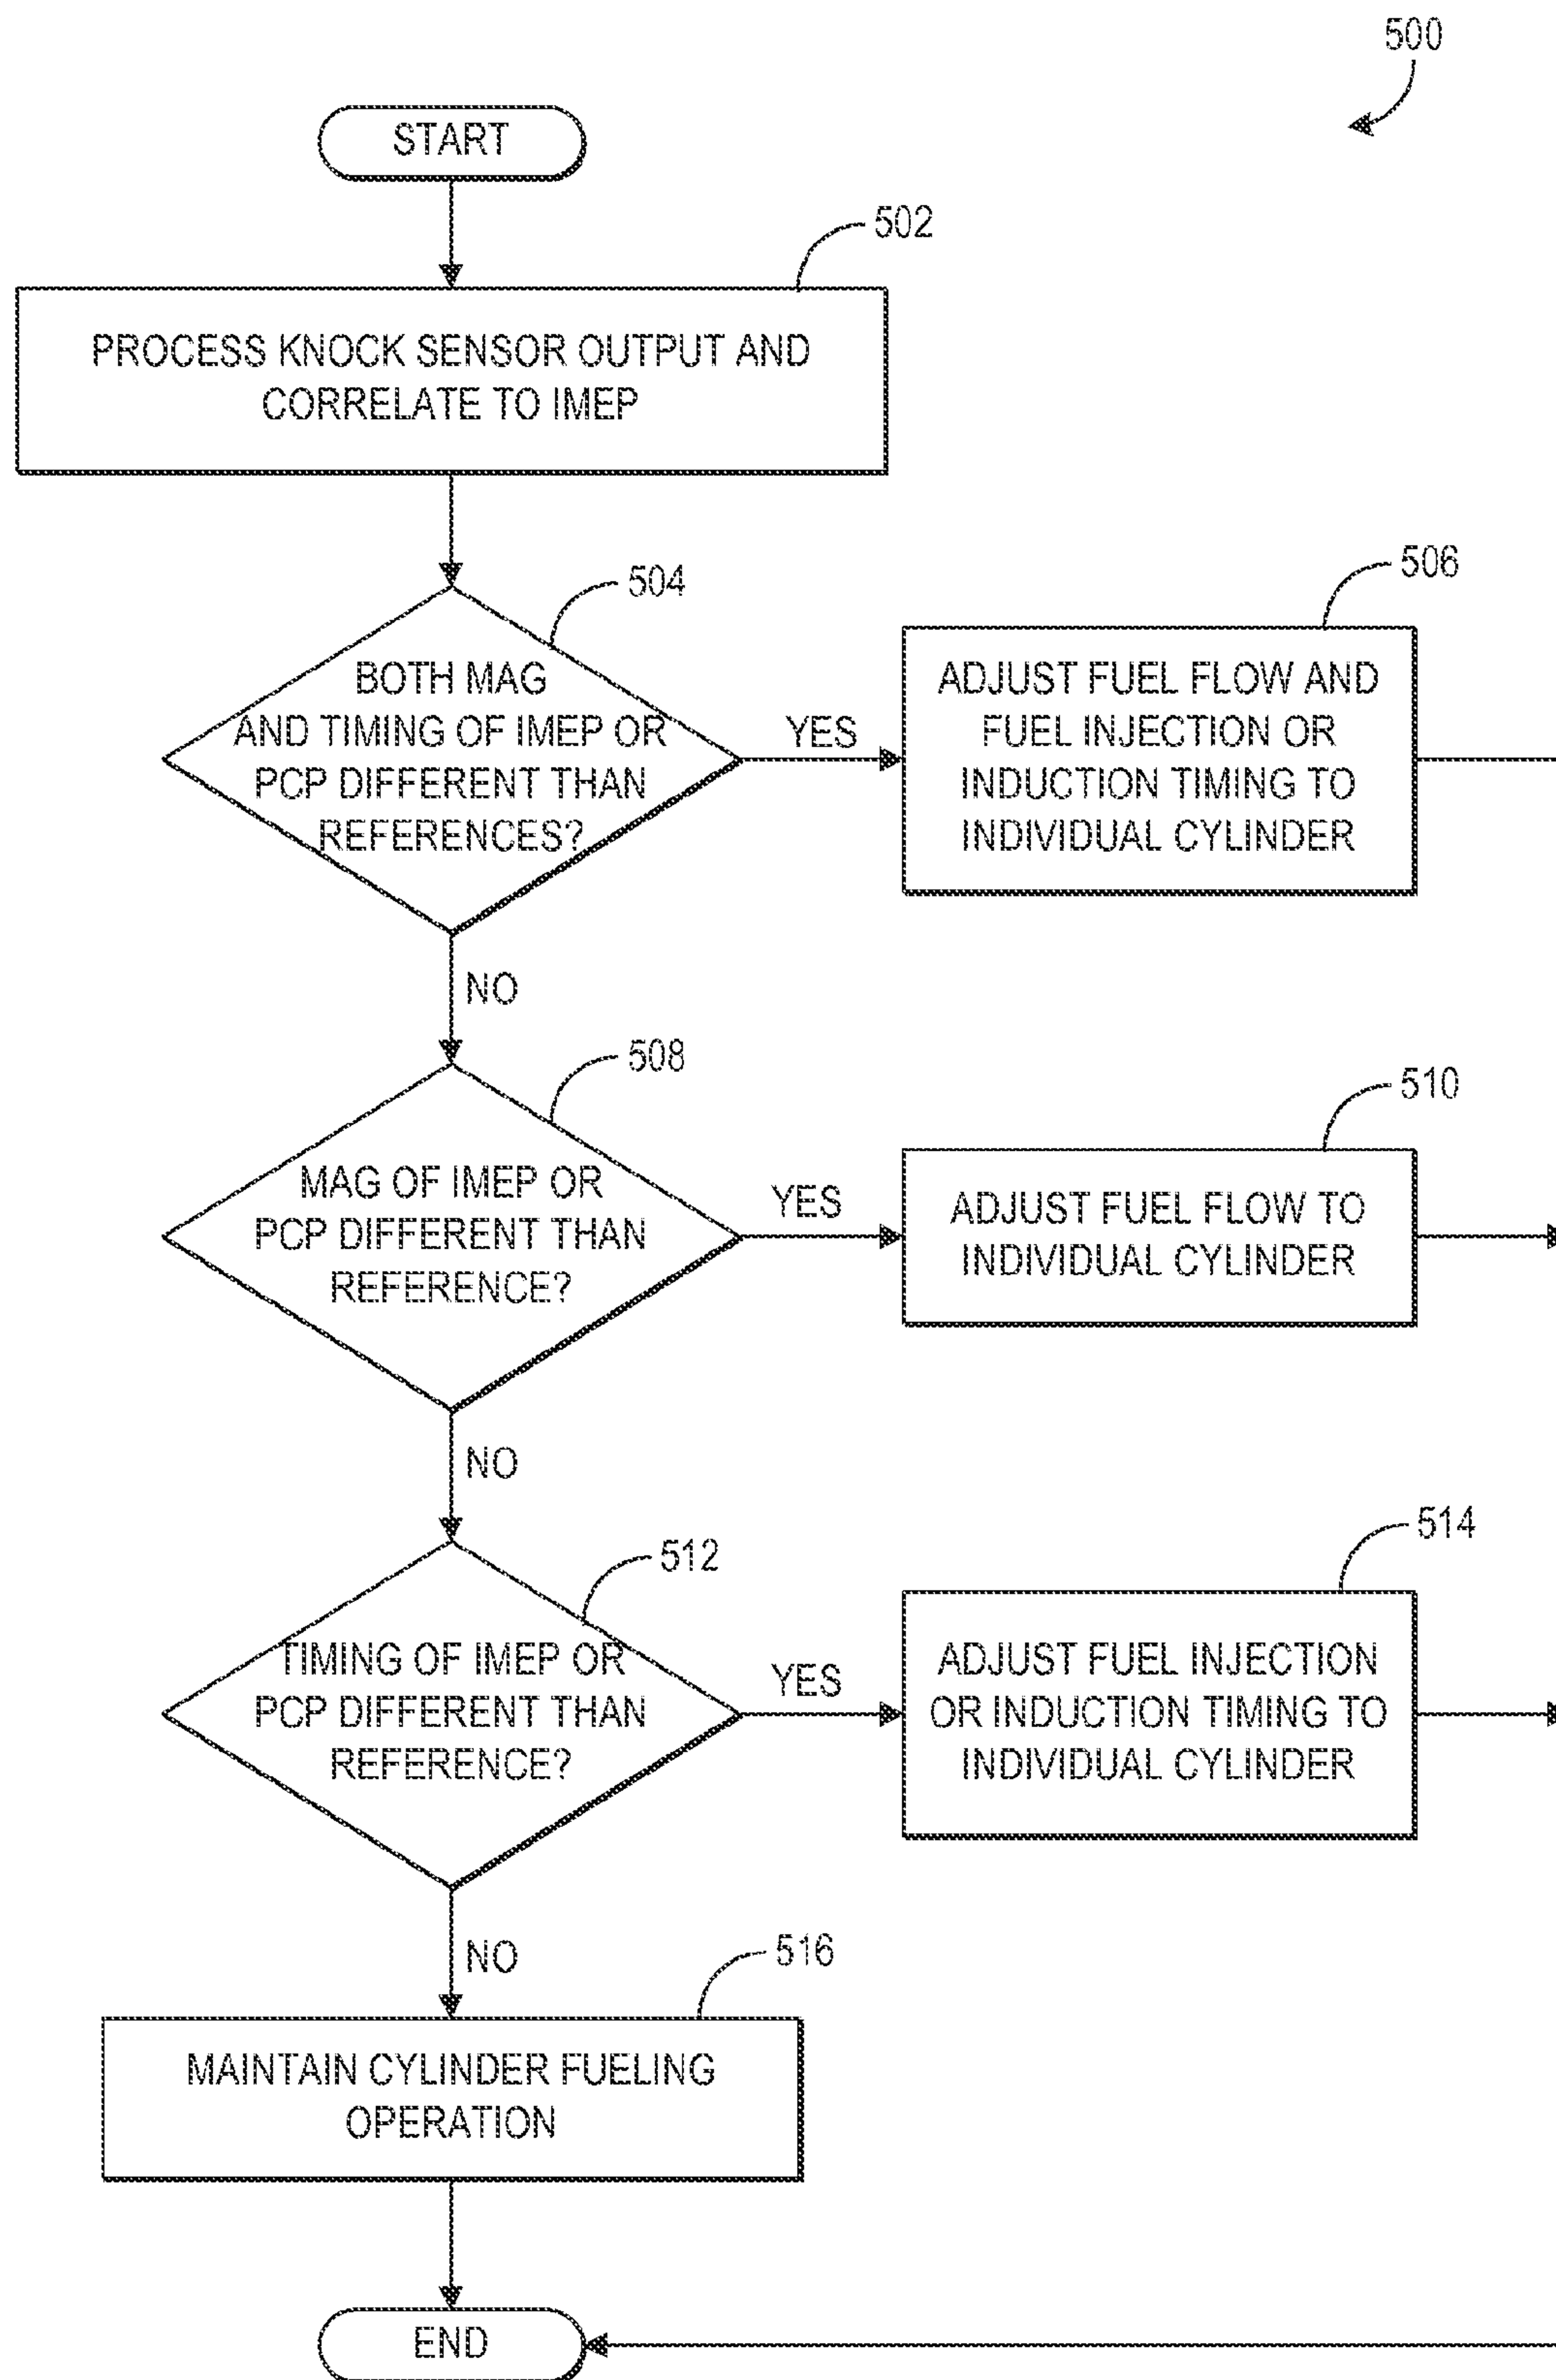 500
START
502
PROCESS KNOCK SENSOR OUTPUT AND
CORRELATE TO IMEP
504
BOTH MAG
AND TIMING OF IMEP OR
PCP DIFFERENT THAN
REFERENCES?
YES
506
ADJUST FUEL FLOW AND
FUEL INJECTION OR
INDUCTION TIMING TO
INDIVIDUAL CYLINDER
NO
508
MAG OF IMEP OR
PCP DIFFERENT THAN
REFERENCE?
YES
510
ADJUST FUEL FLOW TO
INDIVIDUAL CYLINDER
NO
512
TIMING OF IMEP OR
PCP DIFFERENT THAN
REFERENCE?
YES
514
ADJUST FUEL INJECTION
OR INDUCTION TIMING TO
INDIVIDUAL CYLINDER
NO
516
MAINTAIN CYLINDER FUELING
OPERATION
END